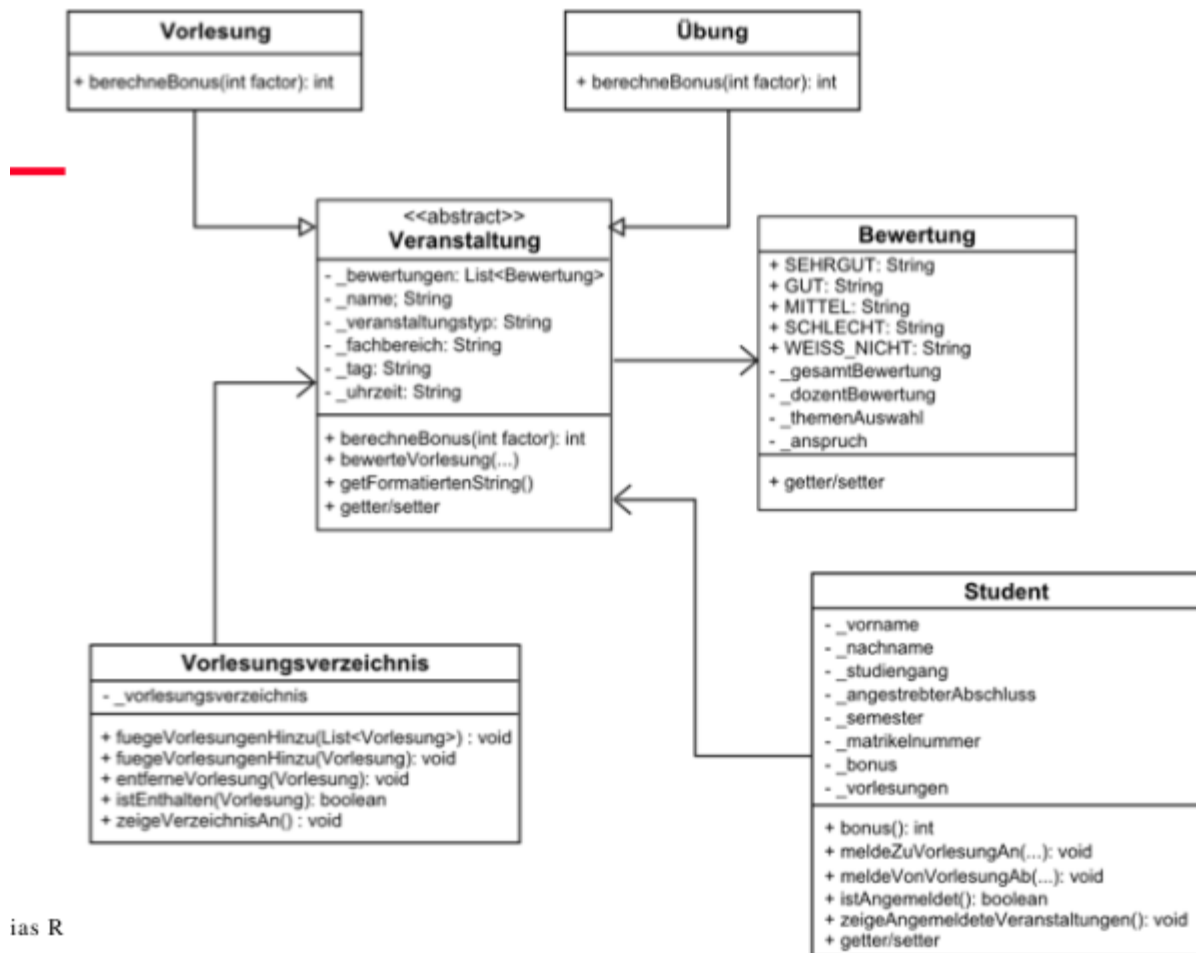 Vorlesung
+ berechneBonus(int factor): int
Übung
+ berechneBonus(int factor): int
<<abstract>>
Veranstaltung
- _bewertungen: List<Bewertung>
- _name; String
- _veranstaltungstyp: String
- _fachbereich: String
- _tag: String
- _uhrzeit: String
+ berechneBonus(int factor): int
+ bewerteVorlesung(...)
+ getFormatiertenString()
+ getter/setter
Bewertung
+ SEHRGUT: String
+ GUT: String
+ MITTEL: String
+ SCHLECHT: String
+ WEISS_NICHT: String
- _gesamtBewertung
- _dozentBewertung
- _themenAuswahl
- _anspruch
+ getter/setter
Vorlesungsverzeichnis
- _vorlesungsverzeichnis
+ fuegeVorlesungenHinzu(List<Vorlesung>) : void
+ fuegeVorlesungenHinzu(Vorlesung): void
+ entferneVorlesung(Vorlesung): void
+ istEnthalten(Vorlesung): boolean
+ zeigeVerzeichnisAn() : void
Student
- _vorname
- _nachname
- _studiengang
- _angestrebterAbschluss
- _semester
- _matrikelnummer
- _bonus
- _vorlesungen
+ bonus(): int
+ meldeZuVorlesungAn(...): void
+ meldeVonVorlesungAb(...): void
+ istAngemeldet(): boolean
+ zeigeAngemeldeteVeranstaltungen(): void
+ getter/setter
ias R